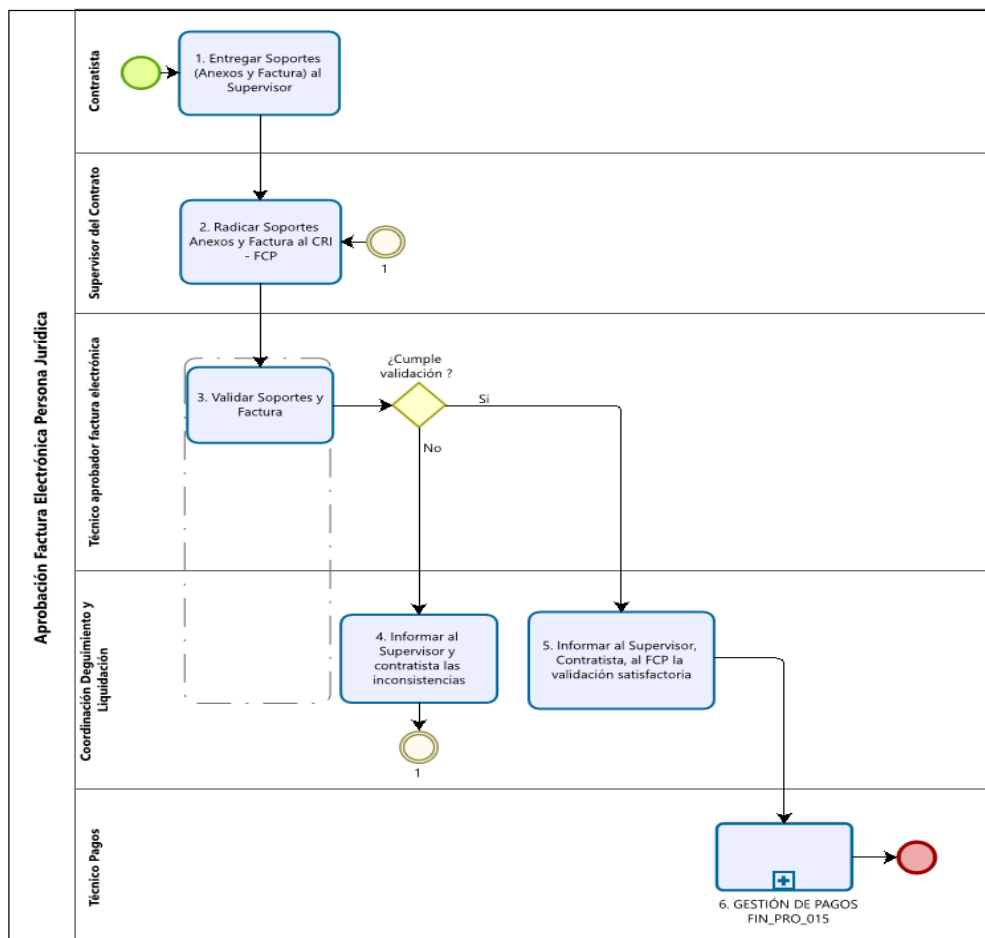 Aprobación Factura Electrónica Persona Jurídica
Contratista
1. Entregar Soportes
(Anexos y Factura) al
Supervisor
Supervisor del Contrato
2. Radicar Soportes
Anexos y Factura al CRI
- FCP
1
Técnico aprobador factura electrónica
3. Validar Soportes y
Factura
¿Cumple
validación ?
Si
No
Coordinación Deguimiento y
Liquidación
4. Informar al
Supervisor y
contratista las
inconsistencias
1
5. Informar al Supervisor,
Contratista, al FCP la
validación satisfactoria
Técnico Pagos
6. GESTIÓN DE PAGOS
FIN_PRO_015